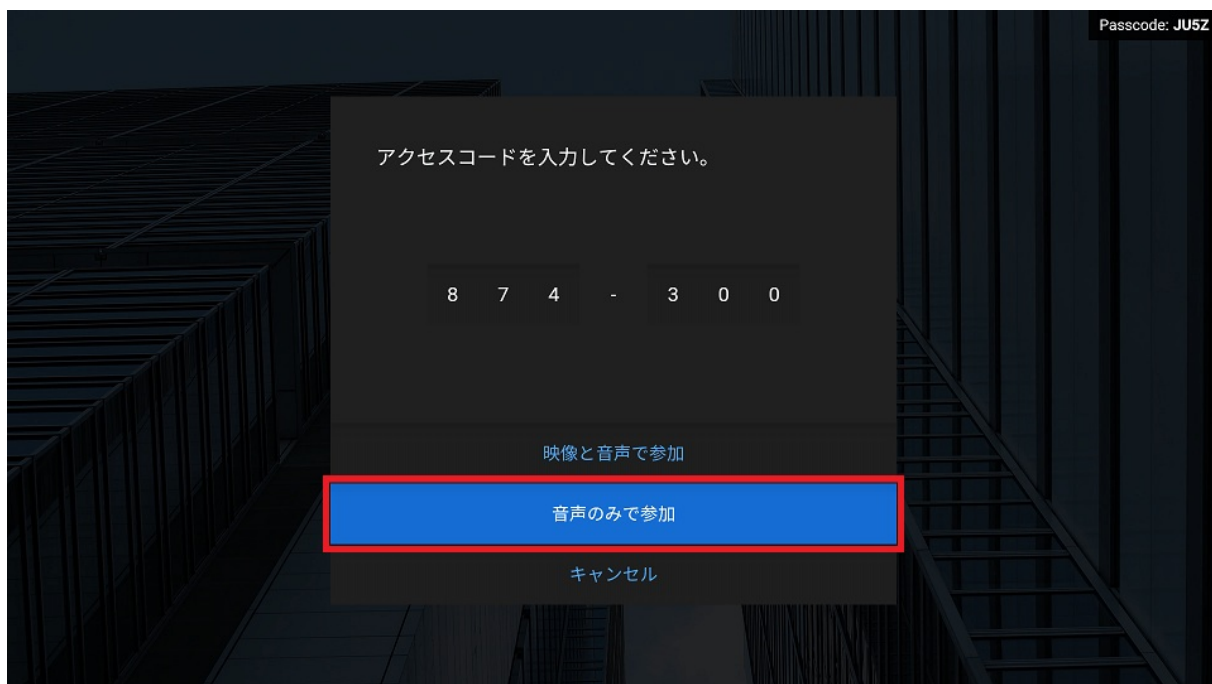 Passcode: JU5Z
アクセスコードを入力してください。
8 7 4 - 3 0 0
映像と音声で参加
音声のみで参加
キャンセル